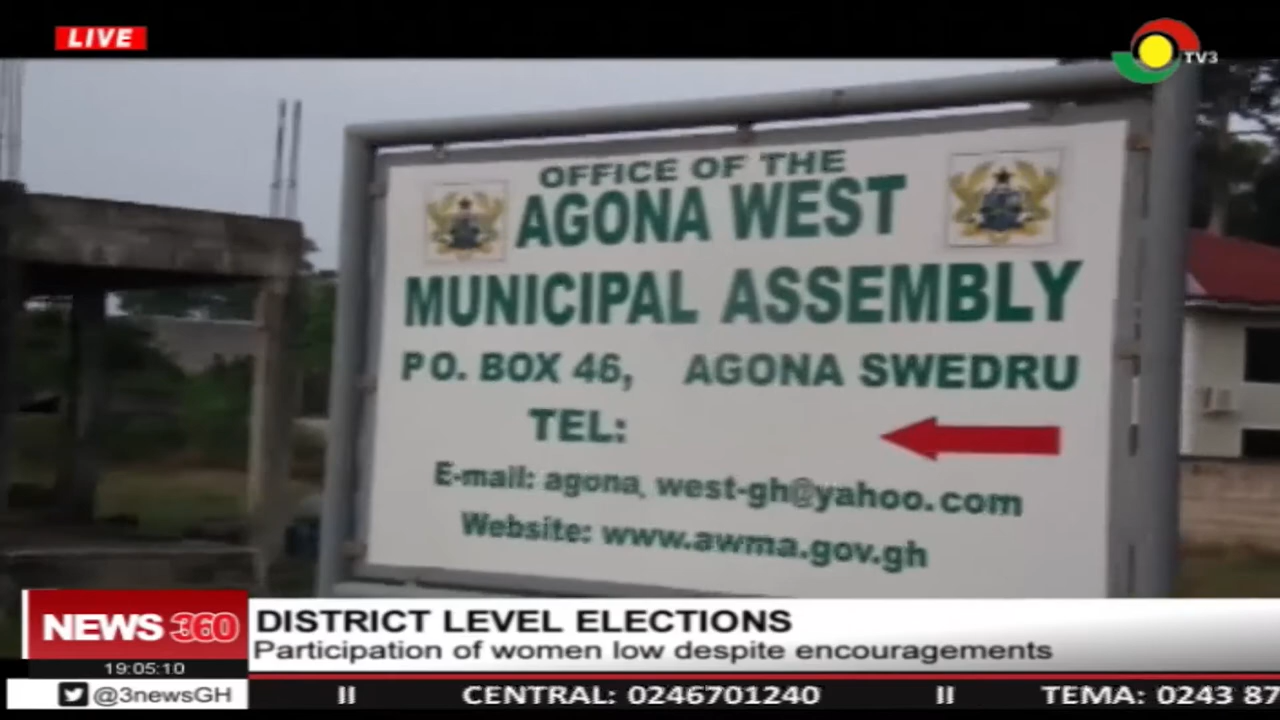 LIVE
TV3
OFFICE OF THE
AGONA WEST
MUNICIPAL ASSEMBLY
P O. BOX 46, AGONA SWEDRU
TEL:
E-mail: agona, west-gh@yahoo.com
Website: www.awma.gov.gh
NEWS 360
DISTRICT LEVEL ELECTIONS
Participation of women low despite encouragements
19:05:10
@3newsGH
II CENTRAL: 0246701240 II TEMA: 0243 87